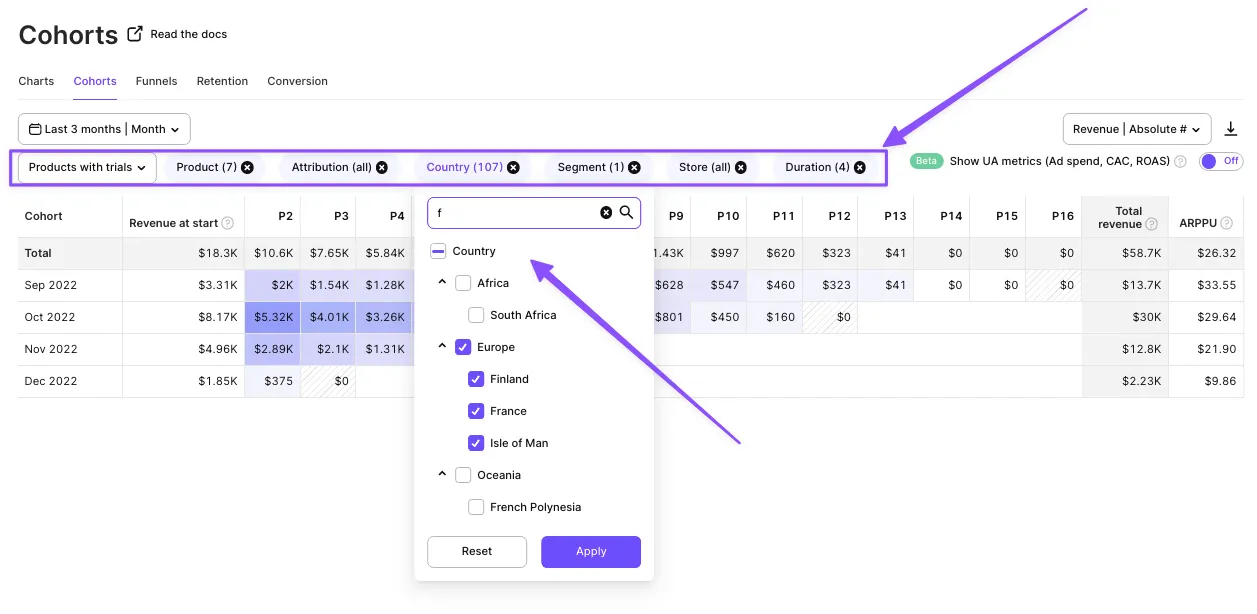 Cohorts Read the docs
Charts Cohorts Funnels Retention Conversion
Last 3 months | Month Revenue | Absolute #
Products with trials Product (7) Attribution (all) Country (107) Segment (1) Store (all) Duration (4) Beta Show UA metrics (Ad spend, CAC, ROAS) ? Off
f
Cohort Revenue at start ? P2 P3 P4 P9 P10 P11 P12 P13 P14 P15 P16 Total revenue ? ARPPU ?
Total $18.3K $10.6K $7.65K $5.84K 1.43K $997 $620 $323 $41 $0 $0 $0 $58.7K $26.32
Sep 2022 $3.31K $2K $1.54K $1.28K $628 $547 $460 $323 $41 $0 $0 $0 $13.7K $33.55
Oct 2022 $8.17K $5.32K $4.01K $3.26K $801 $450 $160 $0 $30K $29.64
Nov 2022 $4.96K $2.89K $2.1K $1.31K $12.8K $21.90
Dec 2022 $1.85K $375 $0 $2.23K $9.86
Country
Africa
South Africa
Europe
Finland
France
Isle of Man
Oceania
French Polynesia
Reset Apply